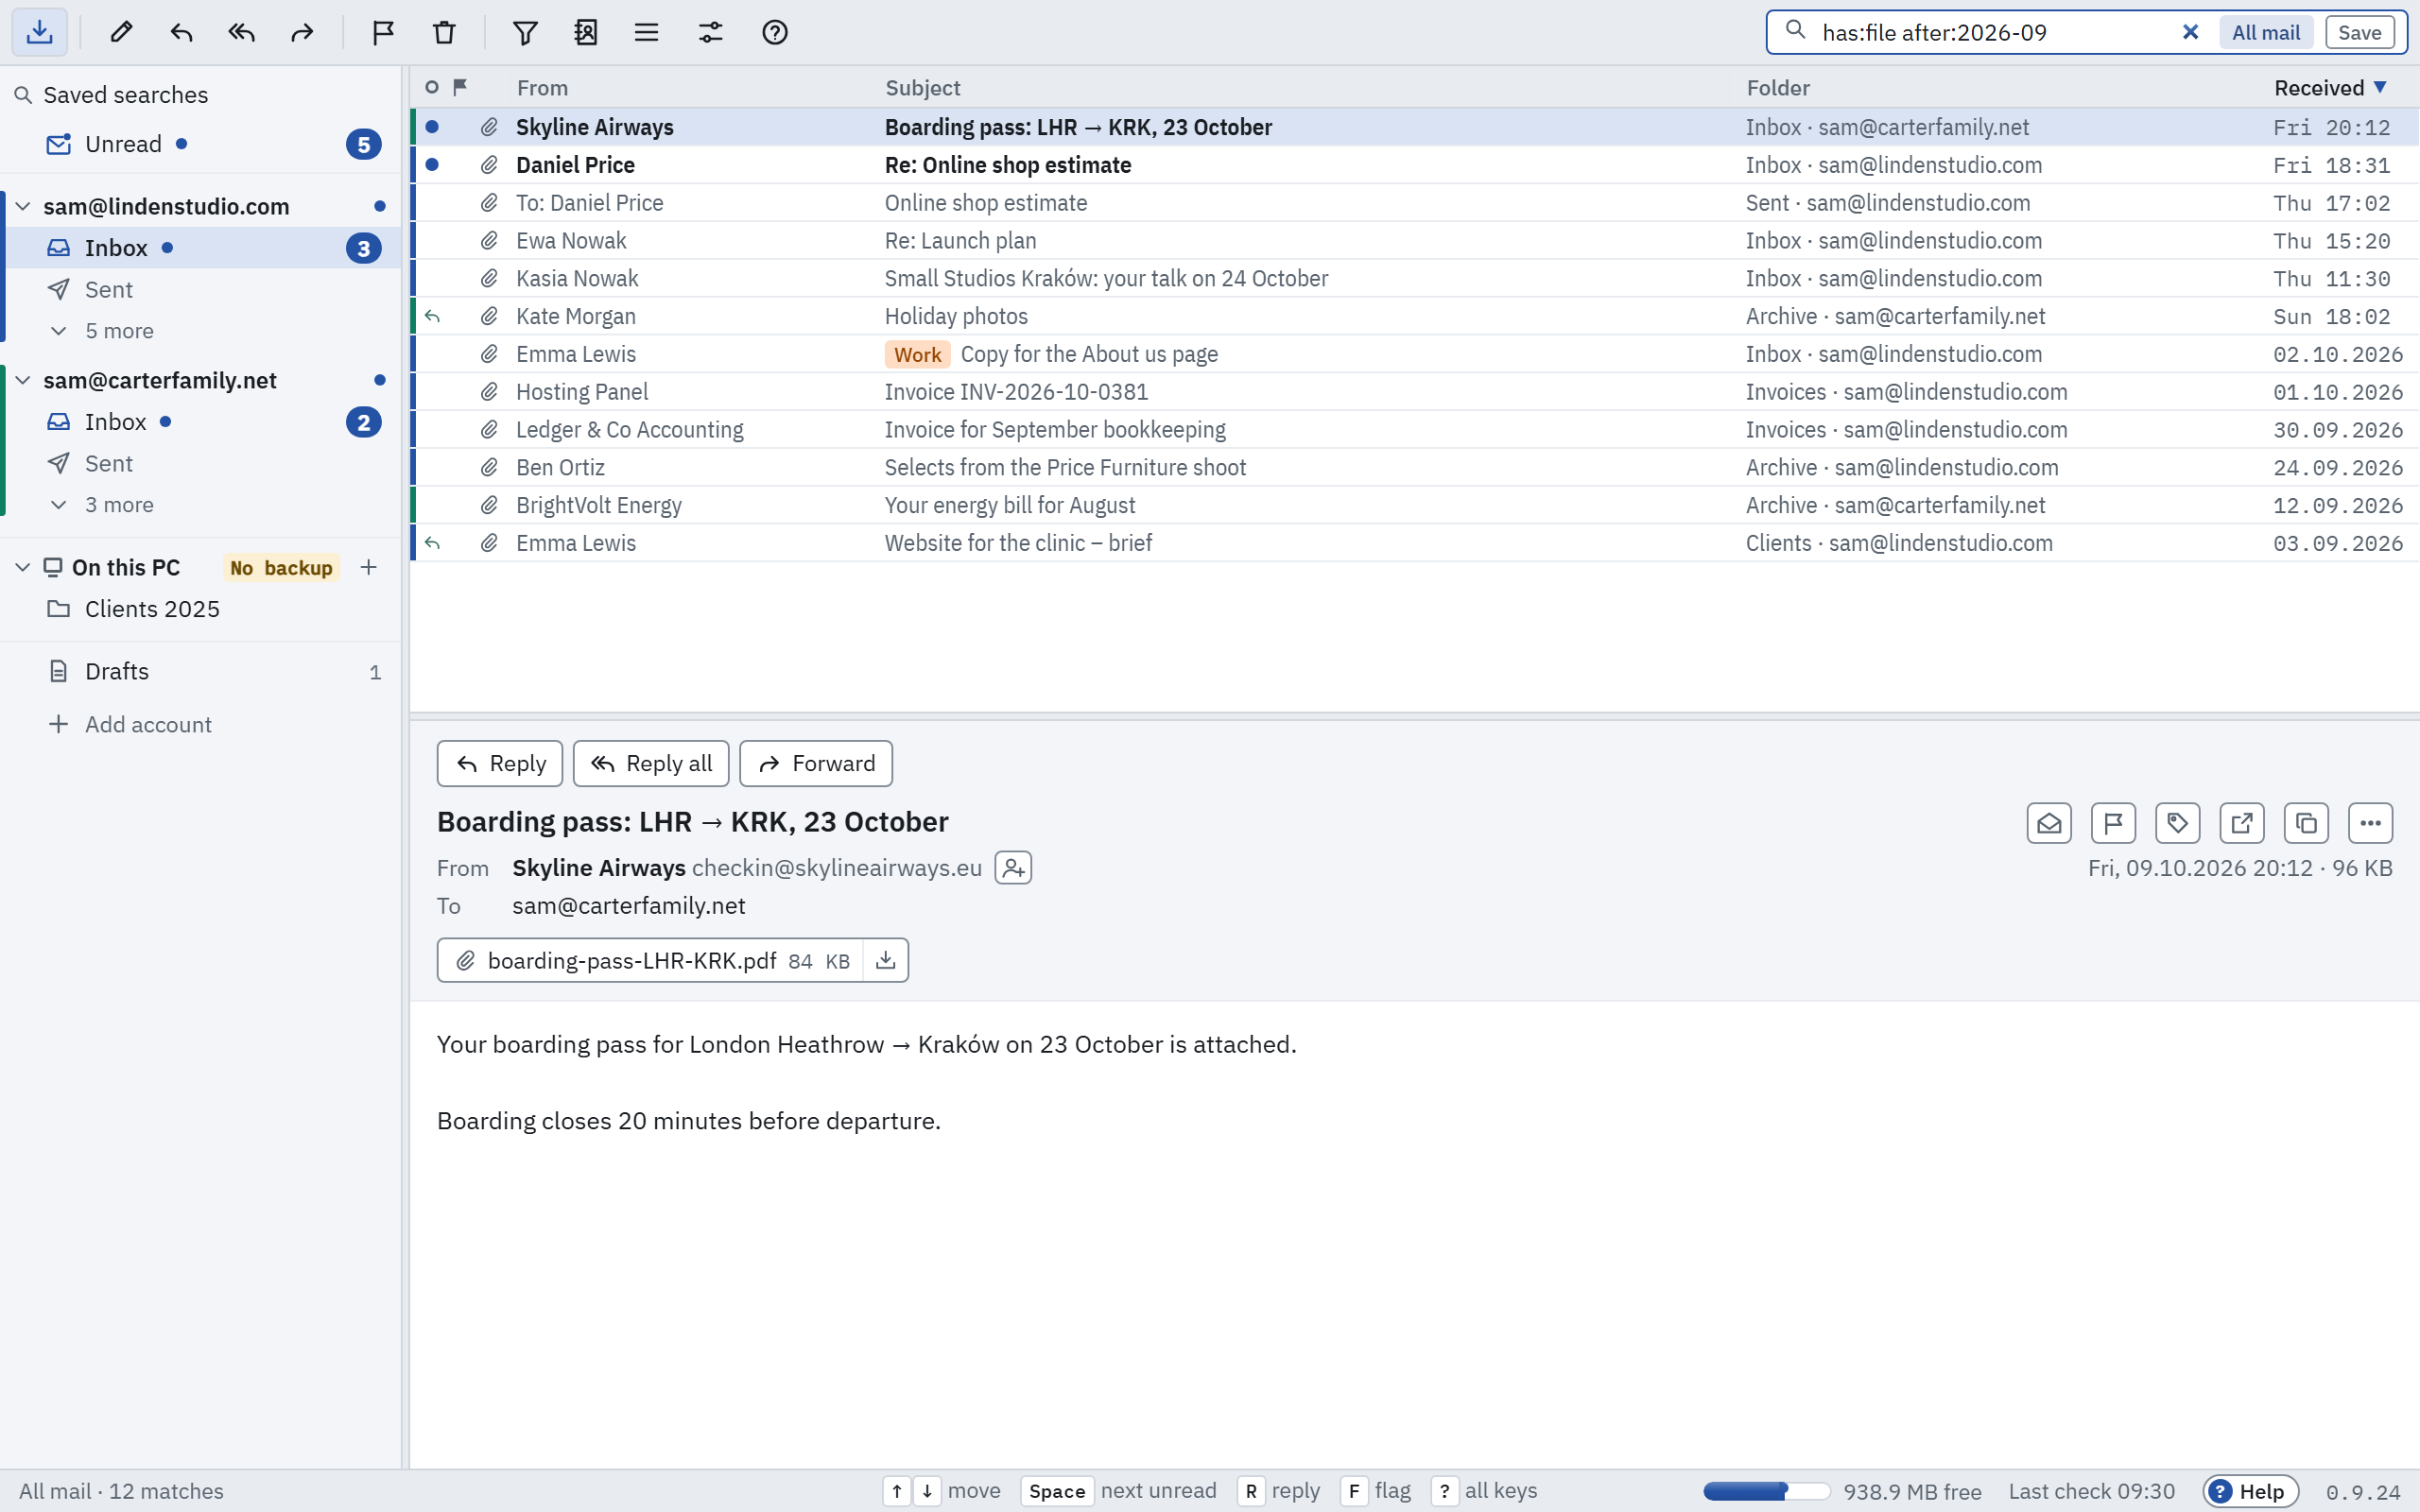 has:file after:2026-09 All mail Save
Saved searches
Unread 5
sam@lindenstudio.com
Inbox 3
Sent
5 more
sam@carterfamily.net
Inbox 2
Sent
3 more
On this PC No backup
Clients 2025
Drafts 1
Add account
From Subject Folder Received
Skyline Airways Boarding pass: LHR → KRK, 23 October Inbox · sam@carterfamily.net Fri 20:12
Daniel Price Re: Online shop estimate Inbox · sam@lindenstudio.com Fri 18:31
To: Daniel Price Online shop estimate Sent · sam@lindenstudio.com Thu 17:02
Ewa Nowak Re: Launch plan Inbox · sam@lindenstudio.com Thu 15:20
Kasia Nowak Small Studios Kraków: your talk on 24 October Inbox · sam@lindenstudio.com Thu 11:30
Kate Morgan Holiday photos Archive · sam@carterfamily.net Sun 18:02
Emma Lewis Work Copy for the About us page Inbox · sam@lindenstudio.com 02.10.2026
Hosting Panel Invoice INV-2026-10-0381 Invoices · sam@lindenstudio.com 01.10.2026
Ledger & Co Accounting Invoice for September bookkeeping Invoices · sam@lindenstudio.com 30.09.2026
Ben Ortiz Selects from the Price Furniture shoot Archive · sam@lindenstudio.com 24.09.2026
BrightVolt Energy Your energy bill for August Archive · sam@carterfamily.net 12.09.2026
Emma Lewis Website for the clinic – brief Clients · sam@lindenstudio.com 03.09.2026
Reply Reply all Forward
Boarding pass: LHR → KRK, 23 October
From Skyline Airways checkin@skylineairways.eu Fri, 09.10.2026 20:12 · 96 KB
To sam@carterfamily.net
boarding-pass-LHR-KRK.pdf 84 KB
Your boarding pass for London Heathrow → Kraków on 23 October is attached.
Boarding closes 20 minutes before departure.
All mail · 12 matches ↑ ↓ move Space next unread R reply F flag ? all keys 938.9 MB free Last check 09:30 ? Help 0.9.24